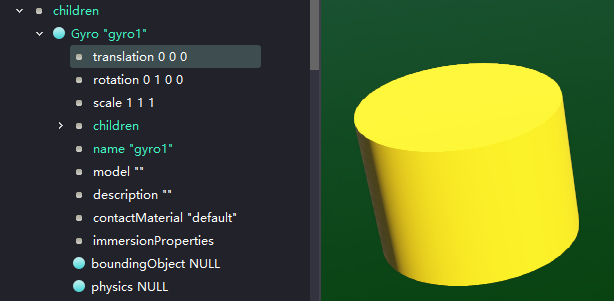 children
Gyro "gyro1"
translation 0 0 0
rotation 0 1 0 0
scale 1 1 1
children
name "gyro1"
model ""
description ""
contactMaterial "default"
immersionProperties
boundingObject NULL
physics NULL